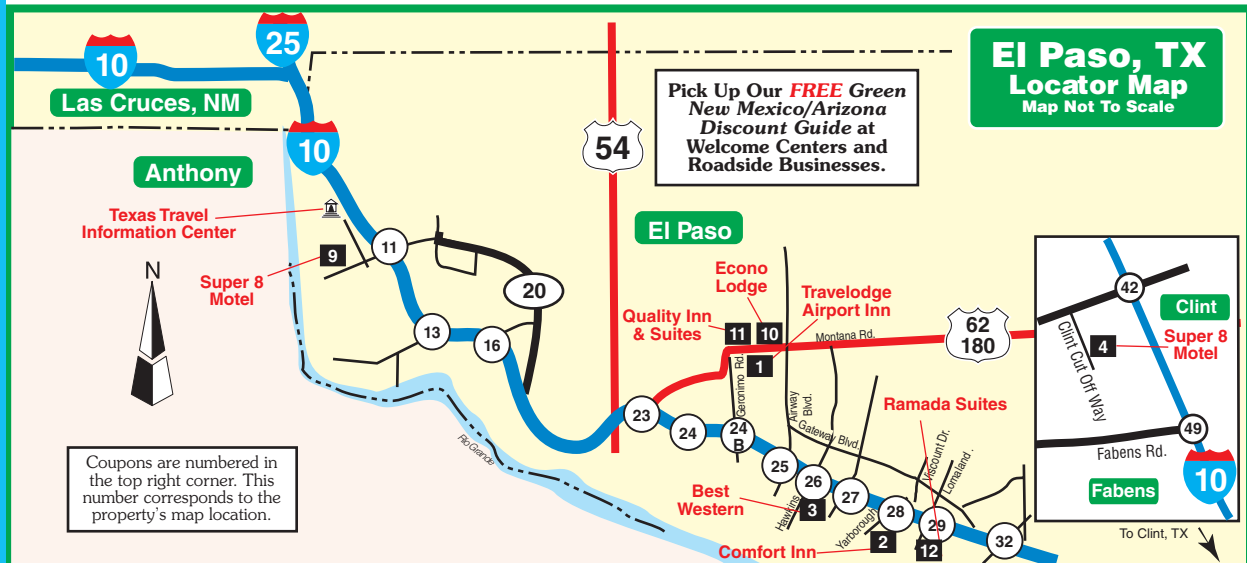 25
10
Las Cruces, NM
10
Anthony
Texas Travel
Information Center
N
9
Super 8
Motel
11
20
13
16
54
Pick Up Our FREE Green
New Mexico/Arizona
Discount Guide at
Welcome Centers and
Roadside Businesses.
El Paso, TX
Locator Map
Map Not To Scale
El Paso
Econo
Lodge
Travelodge
Airport Inn
Quality Inn
& Suites
11
10
1
Montana Rd.
62
180
Geronimo Rd.
Airway
Blvd.
Gateway Blvd.
Ramada Suites
Viscount Dr.
Lomaland .
23
24
24
B
25
26
27
28
29
32
Best
Western
3
Hawkins
Yarborough
Comfort Inn
2
12
Rio Grande
Coupons are numbered in
the top right corner. This
number corresponds to the
property's map location.
42
Clint
Super 8
Motel
4
Clint Cut Off Way
49
Fabens Rd.
10
Fabens
To Clint, TX